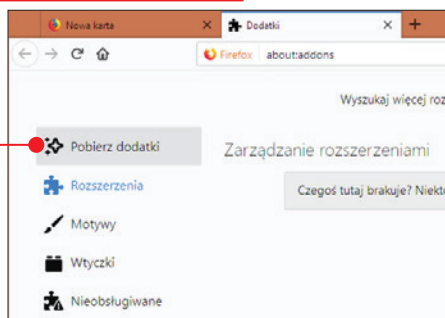 Nowa karta
Dodatki
Firefox about:addons
Wyszukaj więcej roz
Pobierz dodatki
Zarządzanie rozszerzeniami
Rozszerzenia
Czegoś tutaj brakuje? Niekt
Motywy
Wtyczki
Nieobsługiwane